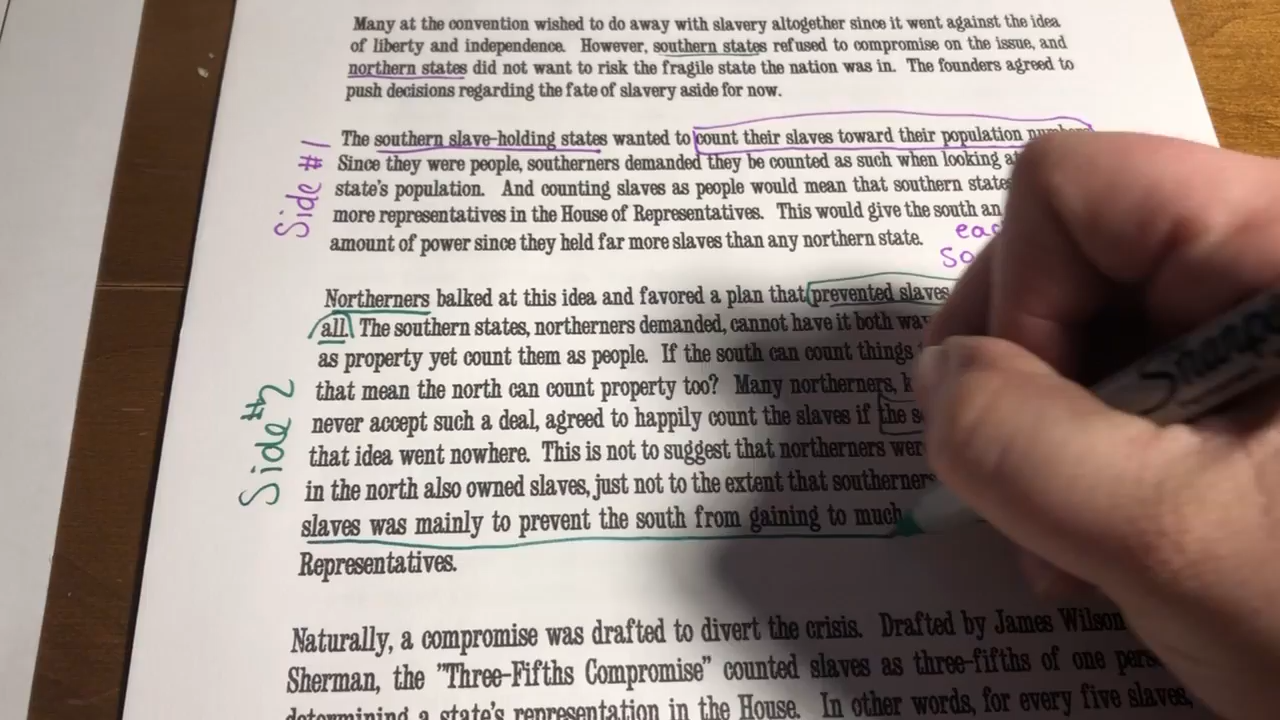 Many at the convention wished to do away with slavery altogether since it went against the idea
of liberty and independence. However, southern states refused to compromise on the issue, and
northern states did not want to risk the fragile state the nation was in. The founders agreed to
push decisions regarding the fate of slavery aside for now.
Side #1
The southern slave-holding states wanted to count their slaves toward their population
Since they were people, southerners demanded they be counted as such when looking
state's population. And counting slaves as people would mean that southern states
more representatives in the House of Representatives. This would give the south an
amount of power since they held far more slaves than any northern state.
Side #2
Northerners balked at this idea and favored a plan that prevented slaves
all. The southern states, northerners demanded, cannot have it both
as property yet count them as people. If the south can count things
that mean the north can count property too? Many northerners,
never accept such a deal, agreed to happily count the slaves if the
that idea went nowhere. This is not to suggest that northerners
in the north also owned slaves, just not to the extent that southerners
slaves was mainly to prevent the south from gaining to much
Representatives.
Naturally, a compromise was drafted to divert the crisis. Drafted by James Wilson
Sherman, the "Three-Fifths Compromise" counted slaves as three-fifths of one
determining a state's representation in the House. In other words, for every five slaves,